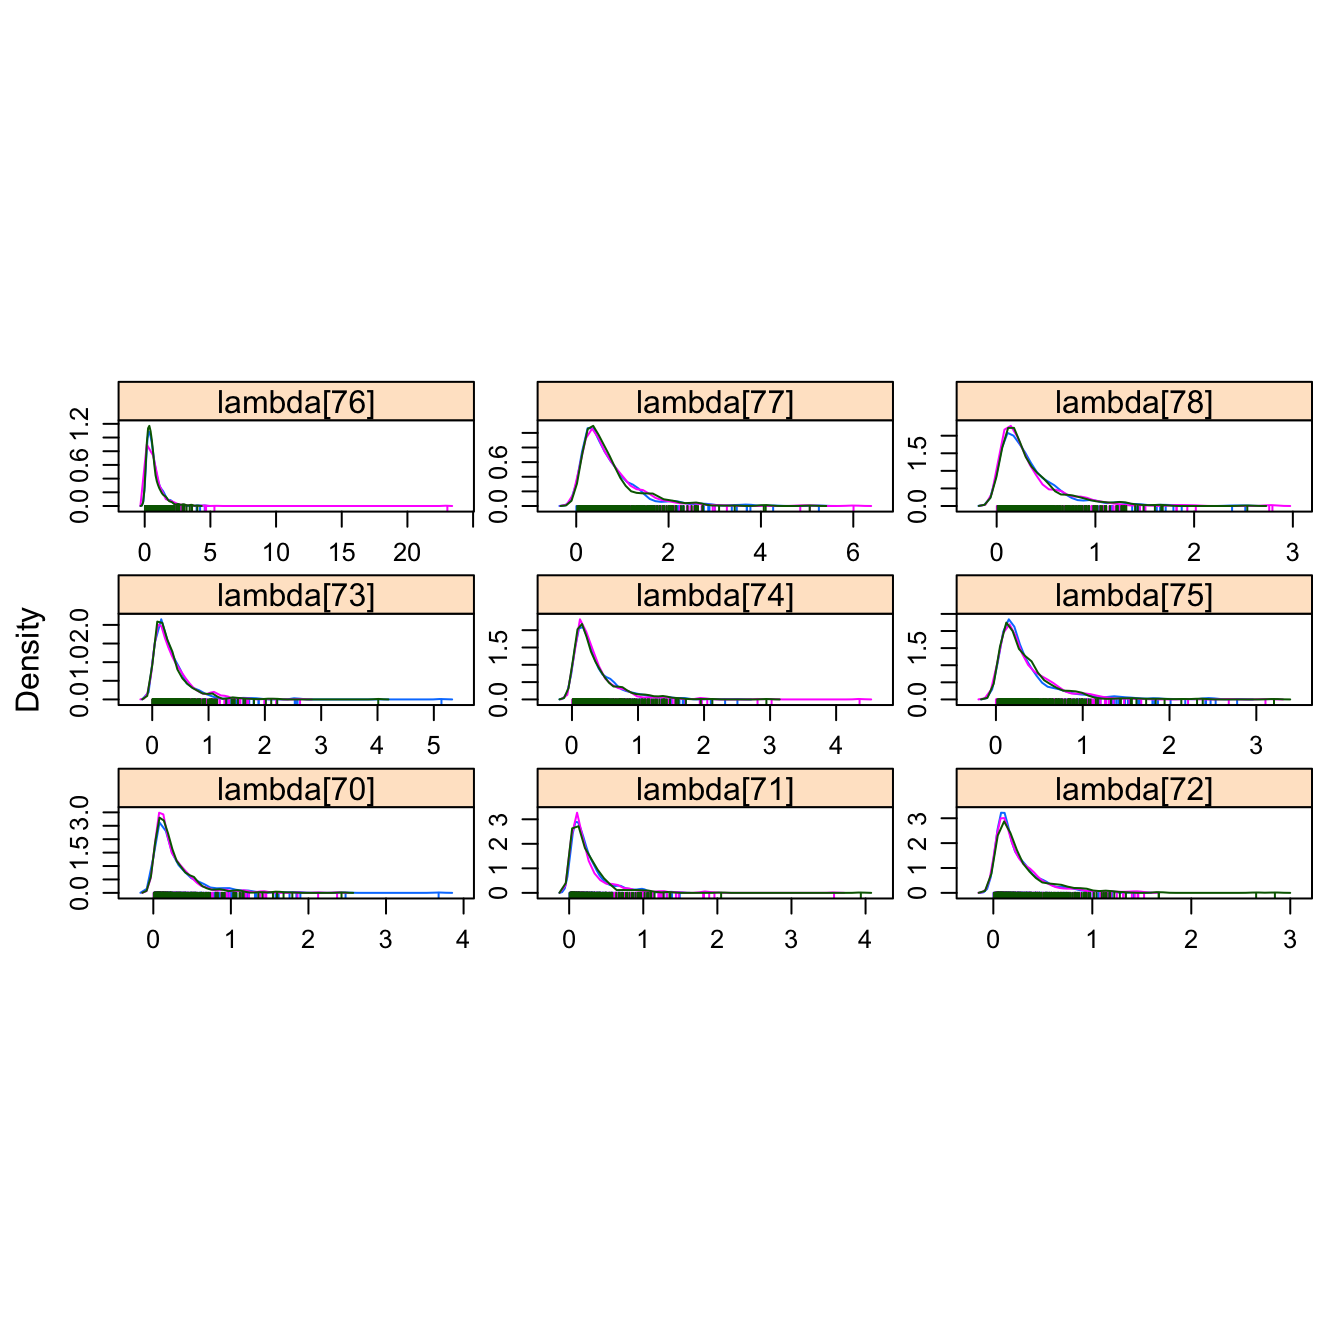 Density
lambda[76]
0.0 0.6 1.2
0 5 10 15 20
lambda[77]
0.0 0.6
0 2 4 6
lambda[78]
0.0 1.5
0 1 2 3
lambda[73]
0.0 1.0 2.0
0 1 2 3 4 5
lambda[74]
0.0 1.5
0 1 2 3 4
lambda[75]
0.0 1.5
0 1 2 3
lambda[70]
0.0 1.5 3.0
0 1 2 3 4
lambda[71]
0 1 2 3
0 1 2 3 4
lambda[72]
0 1 2 3
0 1 2 3